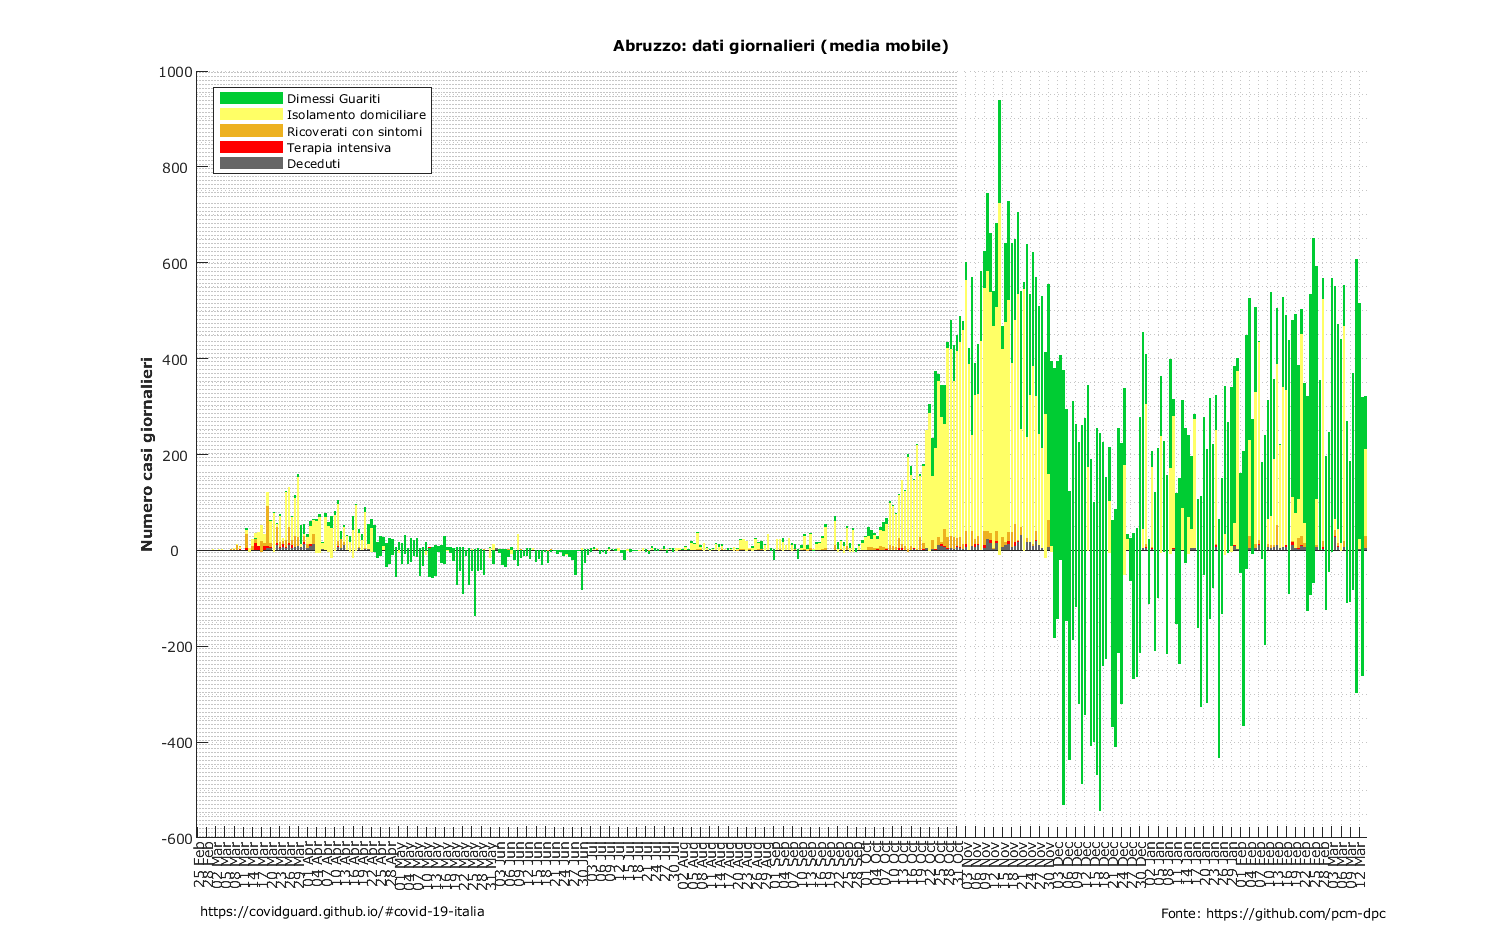 Abruzzo: dati giornalieri (media mobile)
Numero casi giornalieri
1000
800
600
400
200
0
-200
-400
-600
Dimessi Guariti
Isolamento domiciliare
Ricoverati con sintomi
Terapia intensiva
Deceduti
25 Feb
28 Feb
02 Mar
05 Mar
08 Mar
11 Mar
14 Mar
17 Mar
20 Mar
23 Mar
26 Mar
29 Mar
01 Apr
04 Apr
07 Apr
10 Apr
13 Apr
16 Apr
19 Apr
22 Apr
25 Apr
28 Apr
01 May
04 May
07 May
10 May
13 May
16 May
19 May
22 May
25 May
28 May
31 May
03 Jun
06 Jun
09 Jun
12 Jun
15 Jun
18 Jun
21 Jun
24 Jun
27 Jun
30 Jun
03 Jul
06 Jul
09 Jul
12 Jul
15 Jul
18 Jul
21 Jul
24 Jul
27 Jul
30 Jul
02 Aug
05 Aug
08 Aug
11 Aug
14 Aug
17 Aug
20 Aug
23 Aug
26 Aug
29 Aug
01 Sep
04 Sep
07 Sep
10 Sep
13 Sep
16 Sep
19 Sep
22 Sep
25 Sep
28 Sep
01 Oct
04 Oct
07 Oct
10 Oct
13 Oct
16 Oct
19 Oct
22 Oct
25 Oct
28 Oct
31 Oct
03 Nov
06 Nov
09 Nov
12 Nov
15 Nov
18 Nov
21 Nov
24 Nov
27 Nov
30 Nov
03 Dec
06 Dec
09 Dec
12 Dec
15 Dec
18 Dec
21 Dec
24 Dec
27 Dec
30 Dec
02 Jan
05 Jan
08 Jan
11 Jan
14 Jan
17 Jan
20 Jan
23 Jan
26 Jan
29 Jan
01 Feb
04 Feb
07 Feb
10 Feb
13 Feb
16 Feb
19 Feb
22 Feb
25 Feb
28 Feb
03 Mar
06 Mar
09 Mar
12 Mar
https://covidguard.github.io/#covid-19-italia
Fonte: https://github.com/pcm-dpc